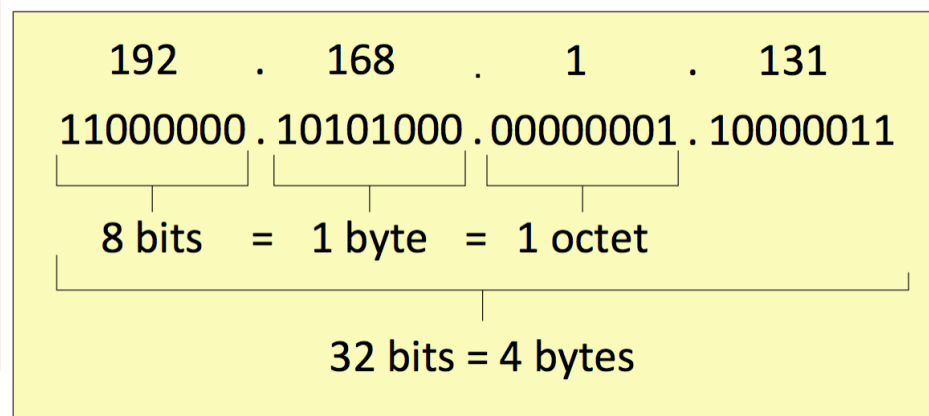 192 . 168 . 1 . 131
11000000 . 10101000 . 00000001 . 10000011
8 bits = 1 byte = 1 octet
32 bits = 4 bytes